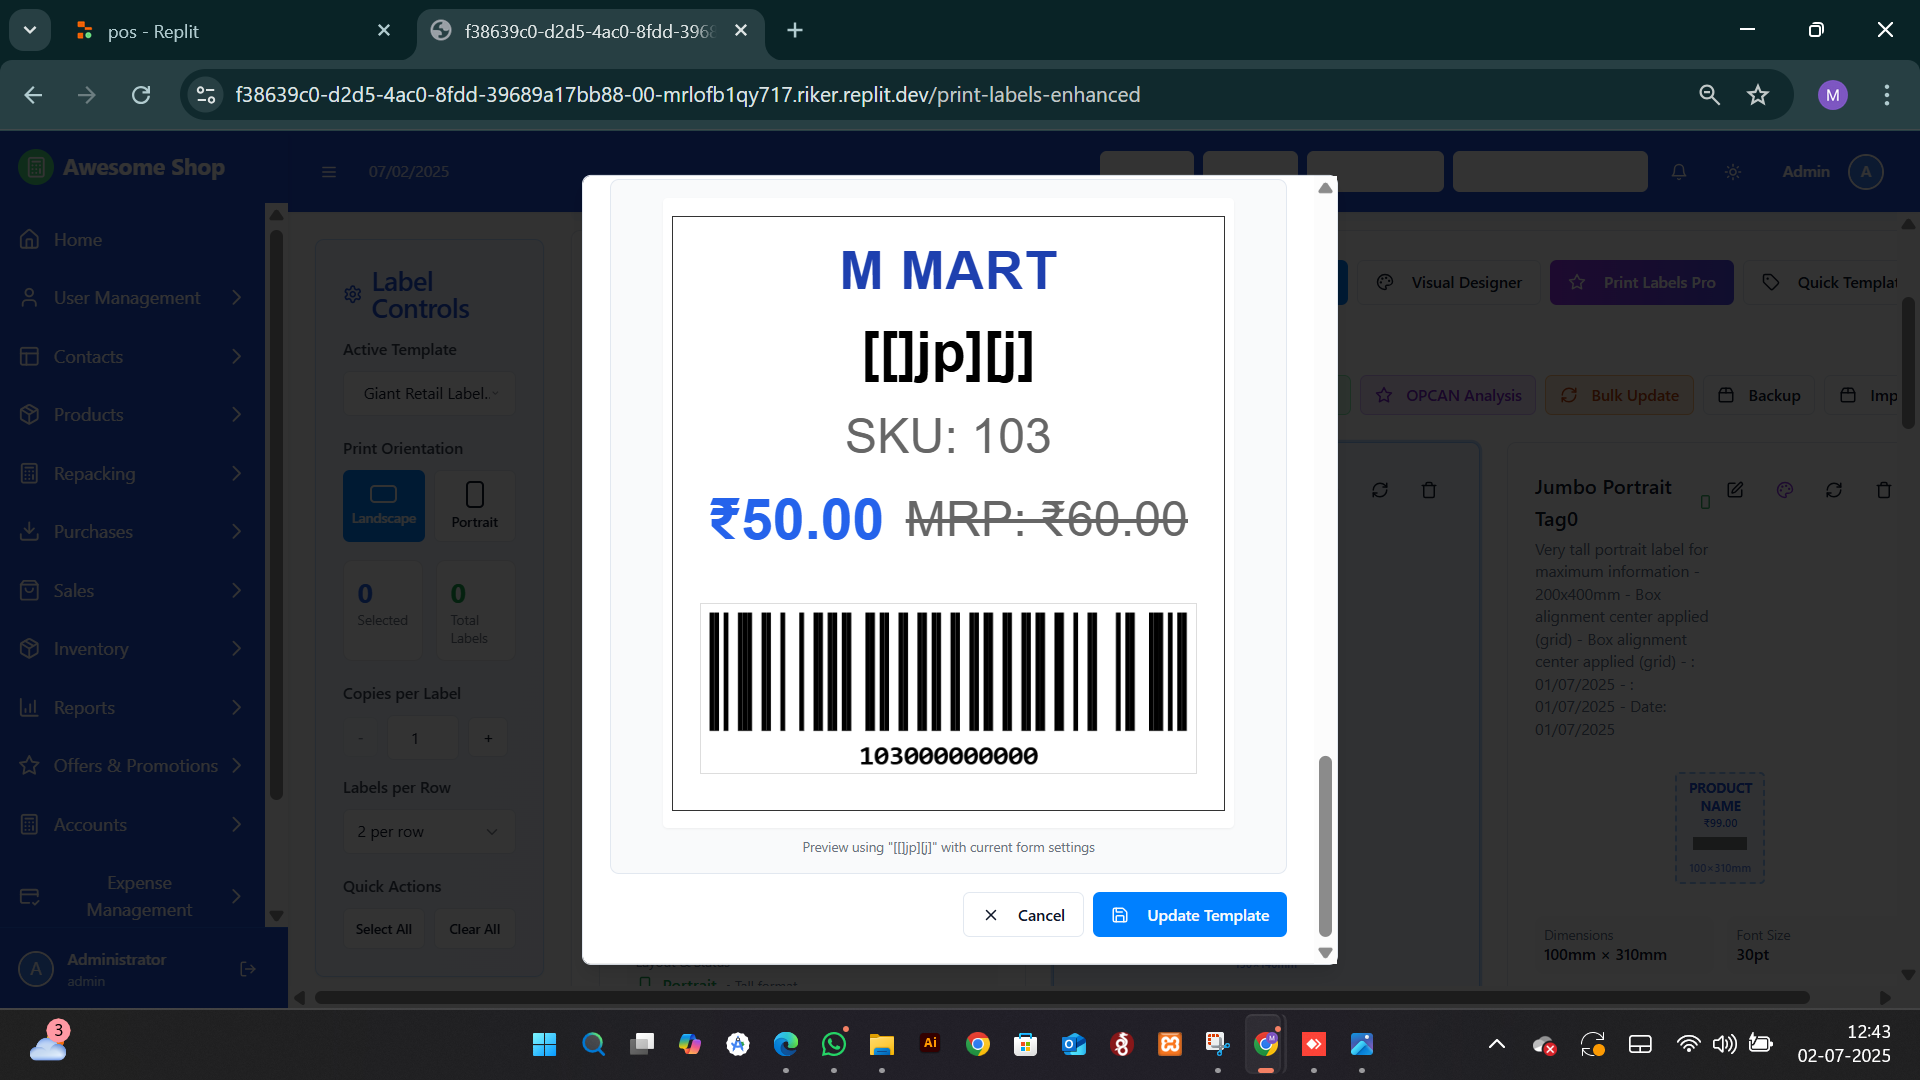 pos - Replit
f38639c0-d2d5-4ac0-8fdd-3968
f38639c0-d2d5-4ac0-8fdd-39689a17bb88-00-mrlofb1qy717.riker.replit.dev/print-labels-enhanced
M
Awesome Shop
07/02/2025
Admin
A
Home
User Management
Contacts
Products
Repacking
Purchases
Sales
Inventory
Reports
Offers & Promotions
Accounts
Expense
Management
A
Administrator
admin
Label
Controls
Active Template
Giant Retail Label..
Print Orientation
Landscape
Portrait
0
Selected
0
Total
Labels
Copies per Label
-
1
+
Labels per Row
2 per row
Quick Actions
Select All
Clear All
M MART
[[]jp][j]
SKU: 103
₹50.00 MRP: ₹60.00
103000000000
Preview using "[[]jp][j]" with current form settings
Cancel
Update Template
Portrait - Tall format
Visual Designer
Print Labels Pro
Quick Templat
OPCAN Analysis
Bulk Update
Backup
Imp
Jumbo Portrait
Tag0
Very tall portrait label for
maximum information -
200x400mm - Box
alignment center applied
(grid) - Box alignment
center applied (grid) - :
01/07/2025 - :
01/07/2025 - Date:
01/07/2025
PRODUCT
NAME
₹99.00
100×310mm
Dimensions
100mm × 310mm
Font Size
30pt
3
Ai
12:43
02-07-2025